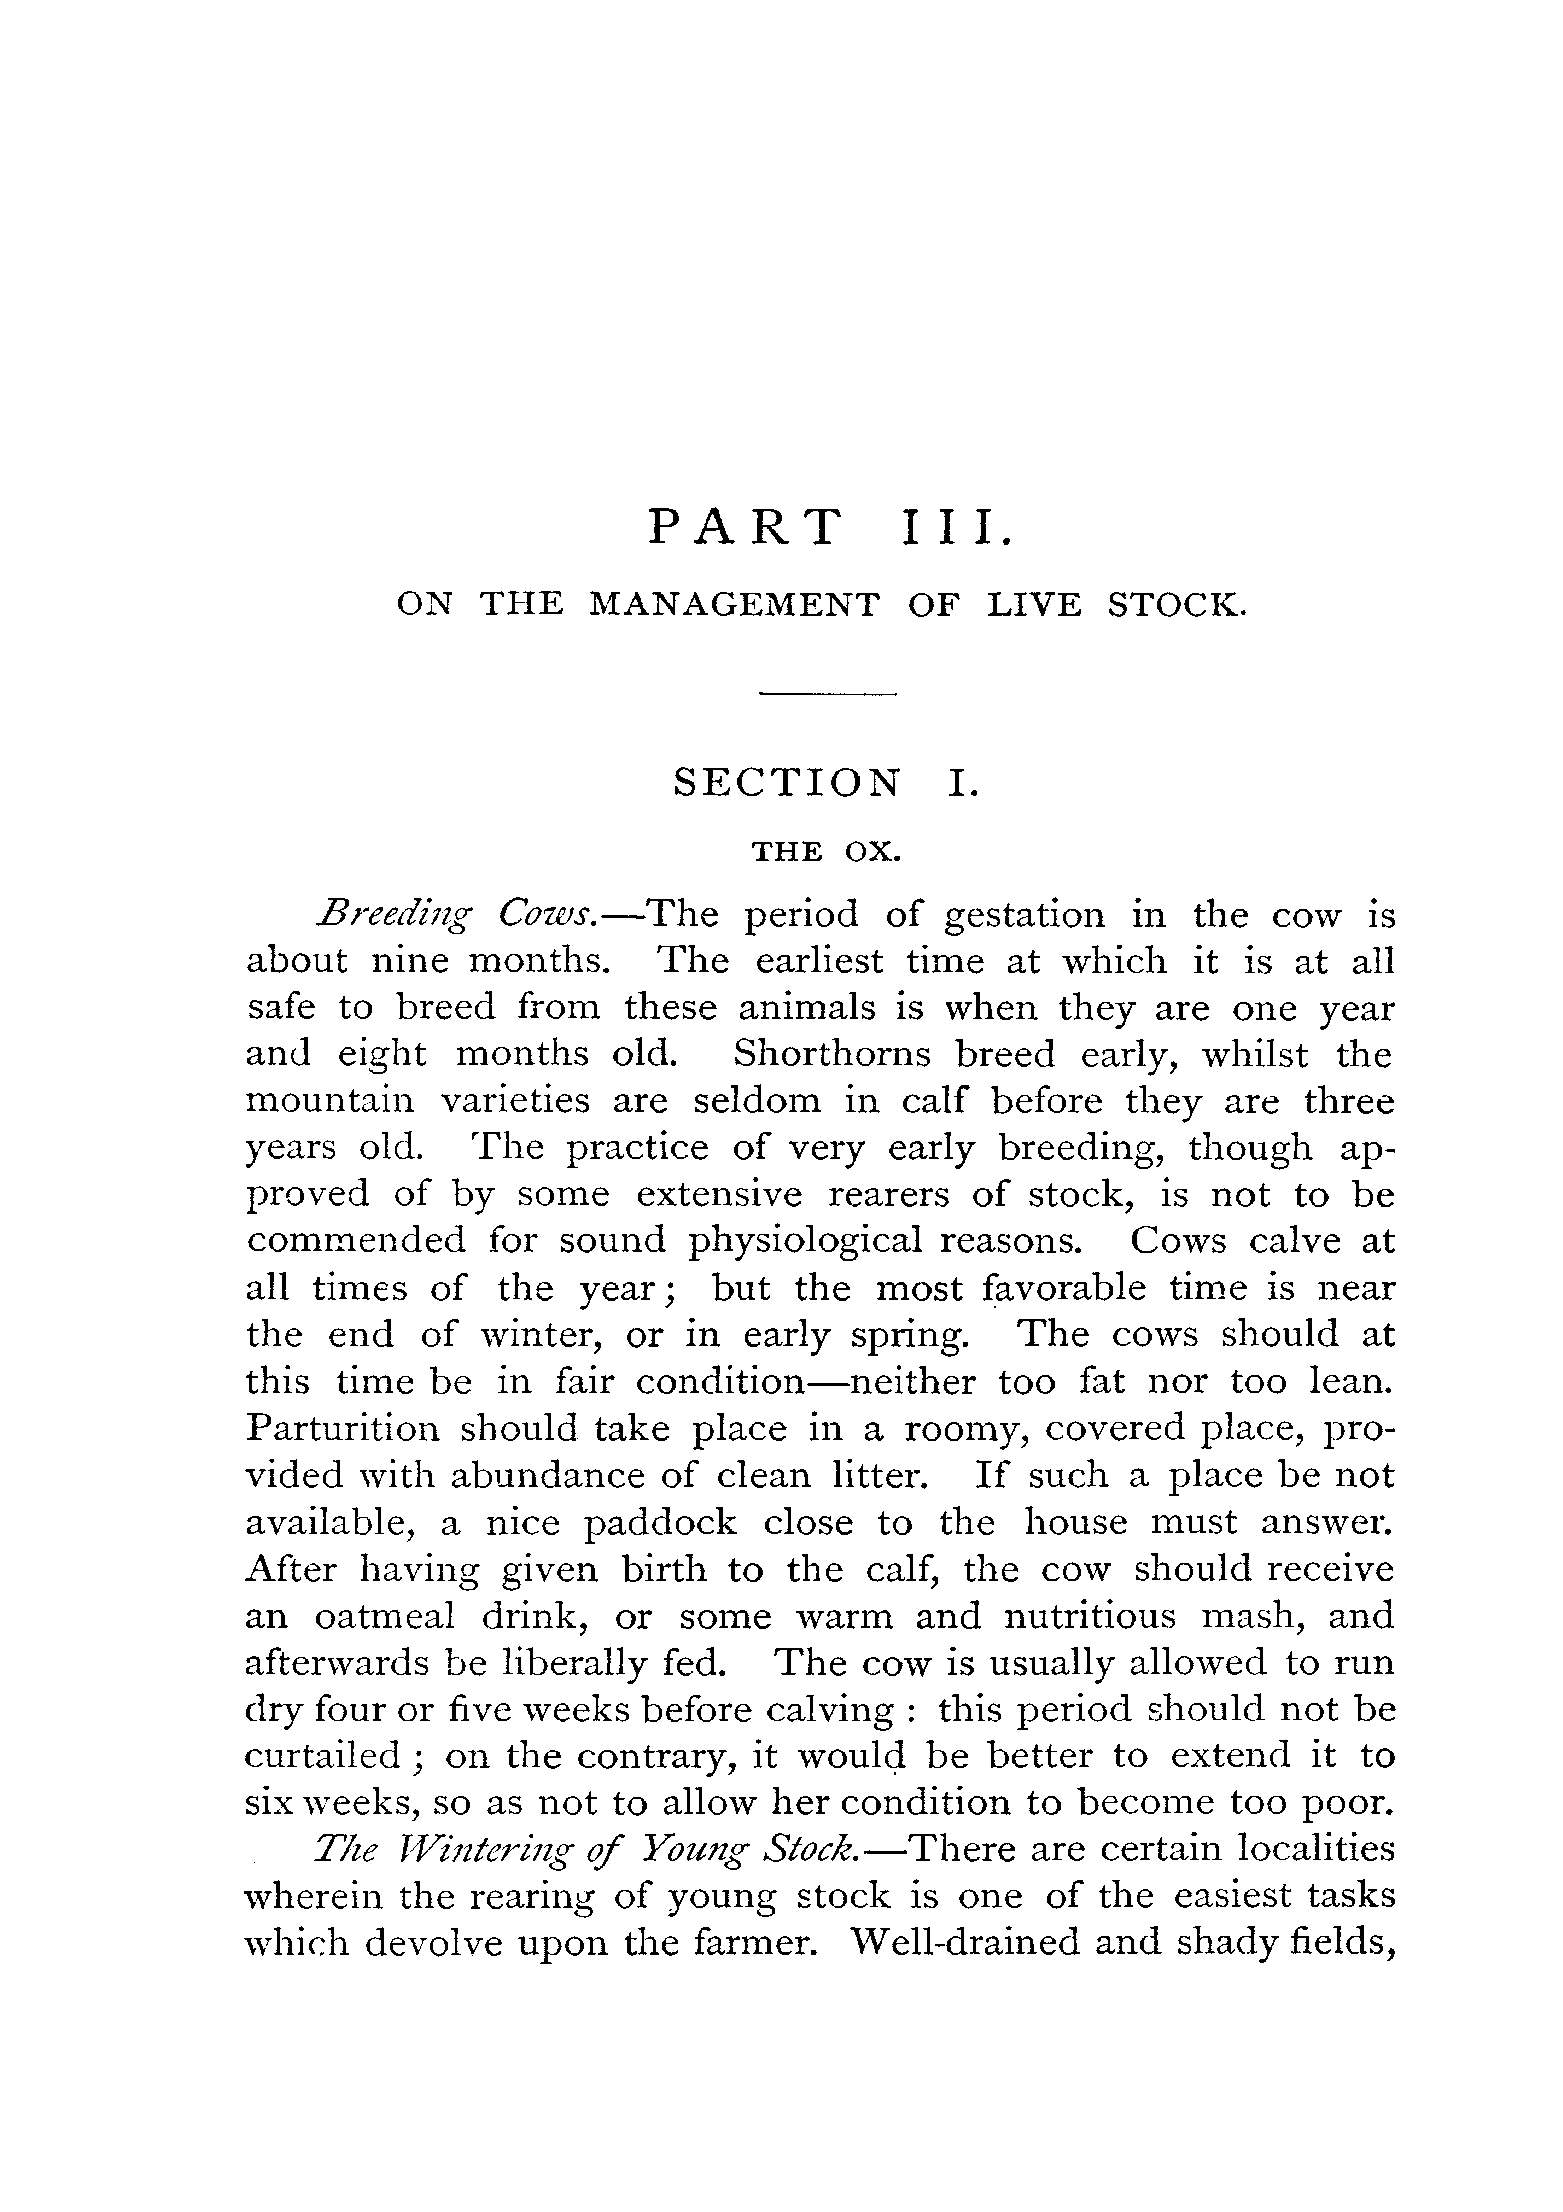 PART III.
ON THE MANAGEMENT OF LIVE STOCK.
SECTION I.
THE OX.
Breeding Cows.—The period of gestation in the cow is
about nine months. The earliest time at which it is at all
safe to breed from these animals is when they are one year
and eight months old. Shorthorns breed early, whilst the
mountain varieties are seldom in calf before they are three
years old. The practice of very early breeding, though ap-
proved of by some extensive rearers of stock, is not to be
commended for sound physiological reasons. Cows calve at
all times of the year; but the most favorable time is near
the end of winter, or in early spring. The cows should at
this time be in fair condition—neither too fat nor too lean.
Parturition should take place in a roomy, covered place, pro-
vided with abundance of clean litter. If such a place be not
available, a nice paddock close to the house must answer.
After having given birth to the calf, the cow should receive
an oatmeal drink, or some warm and nutritious mash, and
afterwards be liberally fed. The cow is usually allowed to run
dry four or five weeks before calving : this period should not be
curtailed ; on the contrary, it would be better to extend it to
six weeks, so as not to allow her condition to become too poor.
The Wintering of Young Stock.—There are certain localities
wherein the rearing of young stock is one of the easiest tasks
which devolve upon the farmer. Well-drained and shady fields,